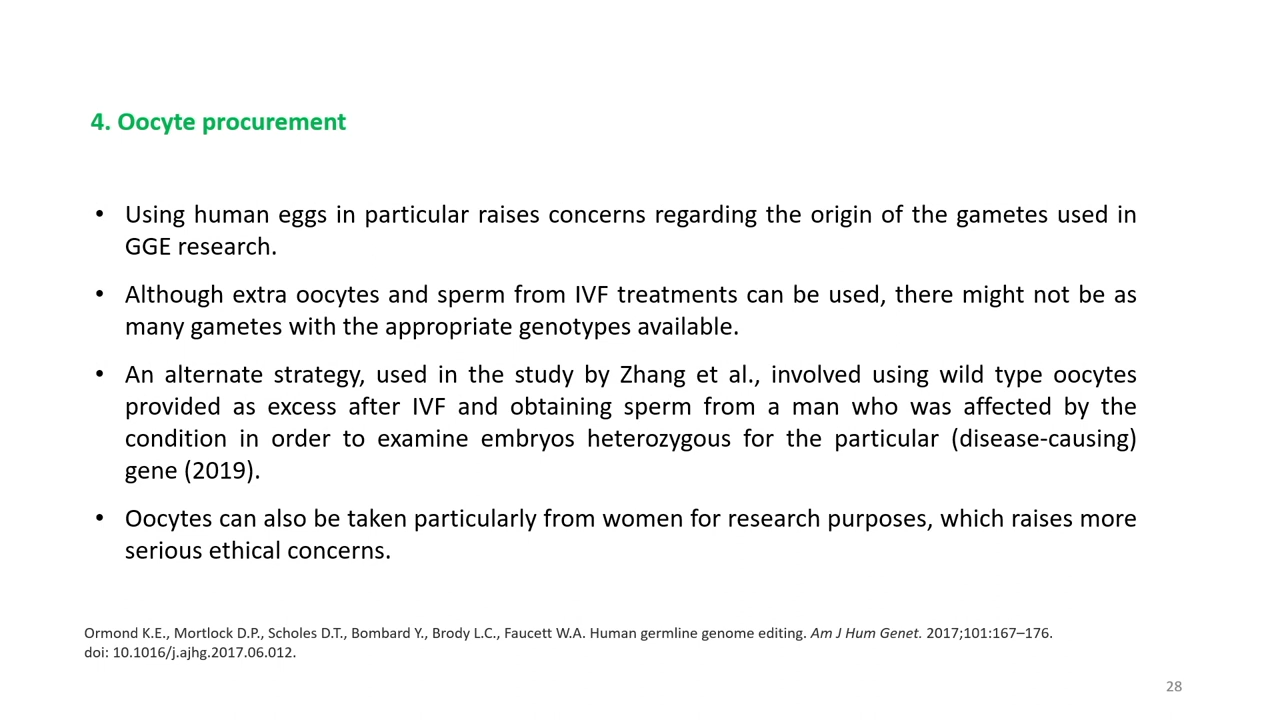 4. Oocyte procurement
• Using human eggs in particular raises concerns regarding the origin of the gametes used in
GGE research.
• Although extra oocytes and sperm from IVF treatments can be used, there might not be as
many gametes with the appropriate genotypes available.
• An alternate strategy, used in the study by Zhang et al., involved using wild type oocytes
provided as excess after IVF and obtaining sperm from a man who was affected by the
condition in order to examine embryos heterozygous for the particular (disease-causing)
gene (2019).
• Oocytes can also be taken particularly from women for research purposes, which raises more
serious ethical concerns.
Ormond K.E., Mortlock D.P., Scholes D.T., Bombard Y., Brody L.C., Faucett W.A. Human germline genome editing. Am J Hum Genet. 2017;101:167–176.
doi: 10.1016/j.ajhg.2017.06.012.
28